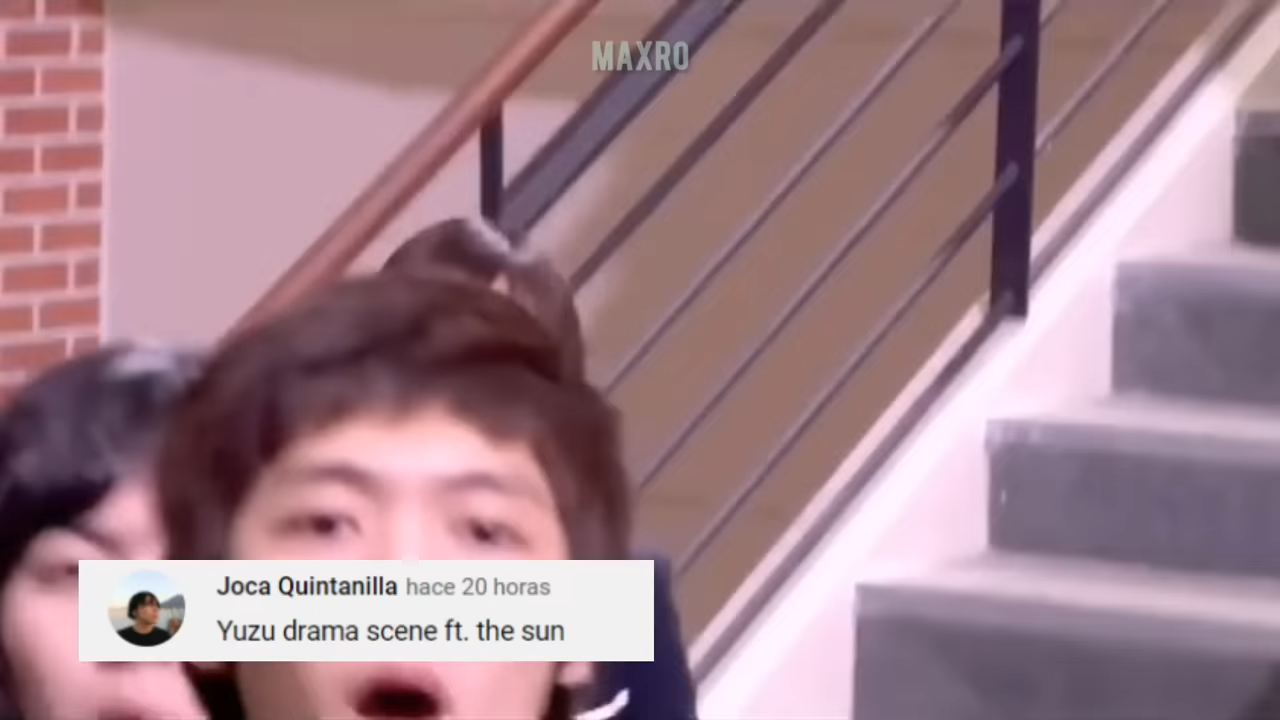 MAXRO
Joca Quintanilla hace 20 horas
Yuzu drama scene ft. the sun